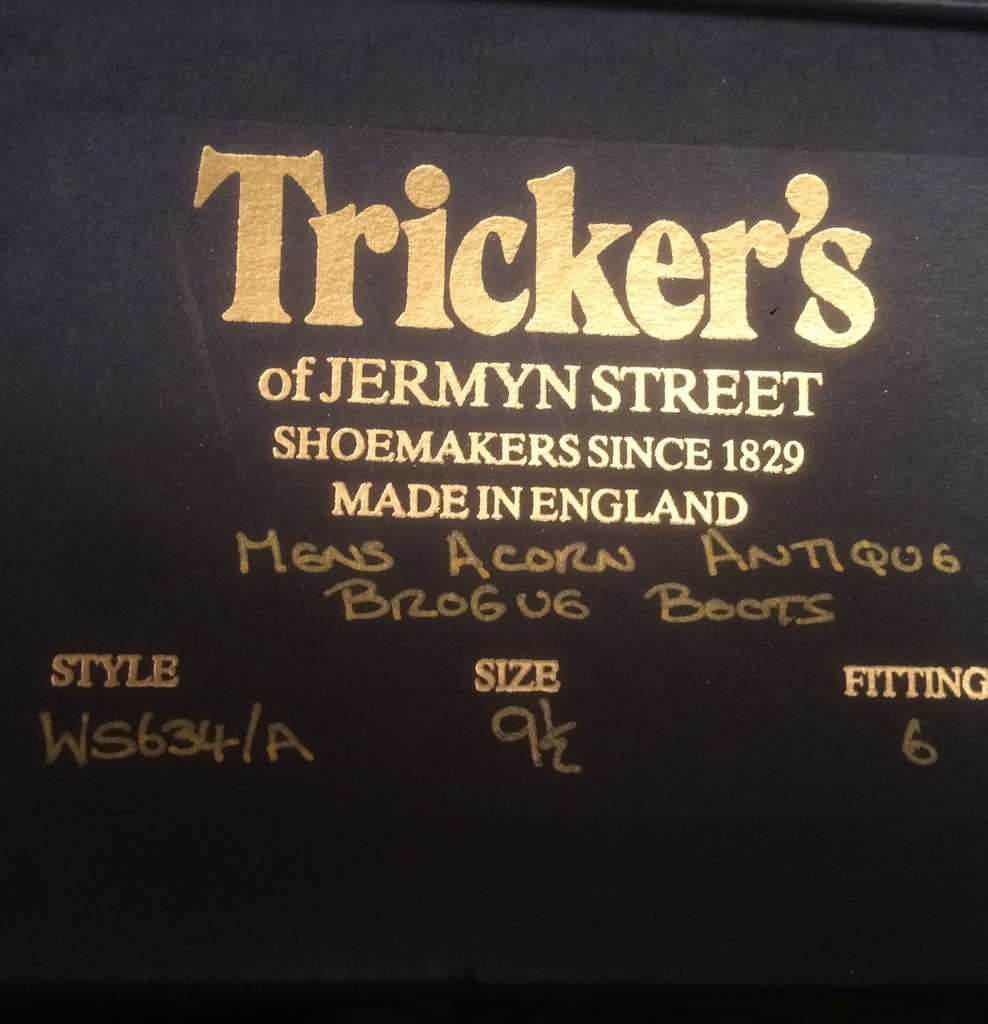 Tricker's
of JERMYN STREET
SHOEMAKERS SINCE 1829
MADE IN ENGLAND
MENS ACORN ANTIQUE
BROGUE BOOTS
STYLE SIZE FITTING
WS634/A 9½ 6